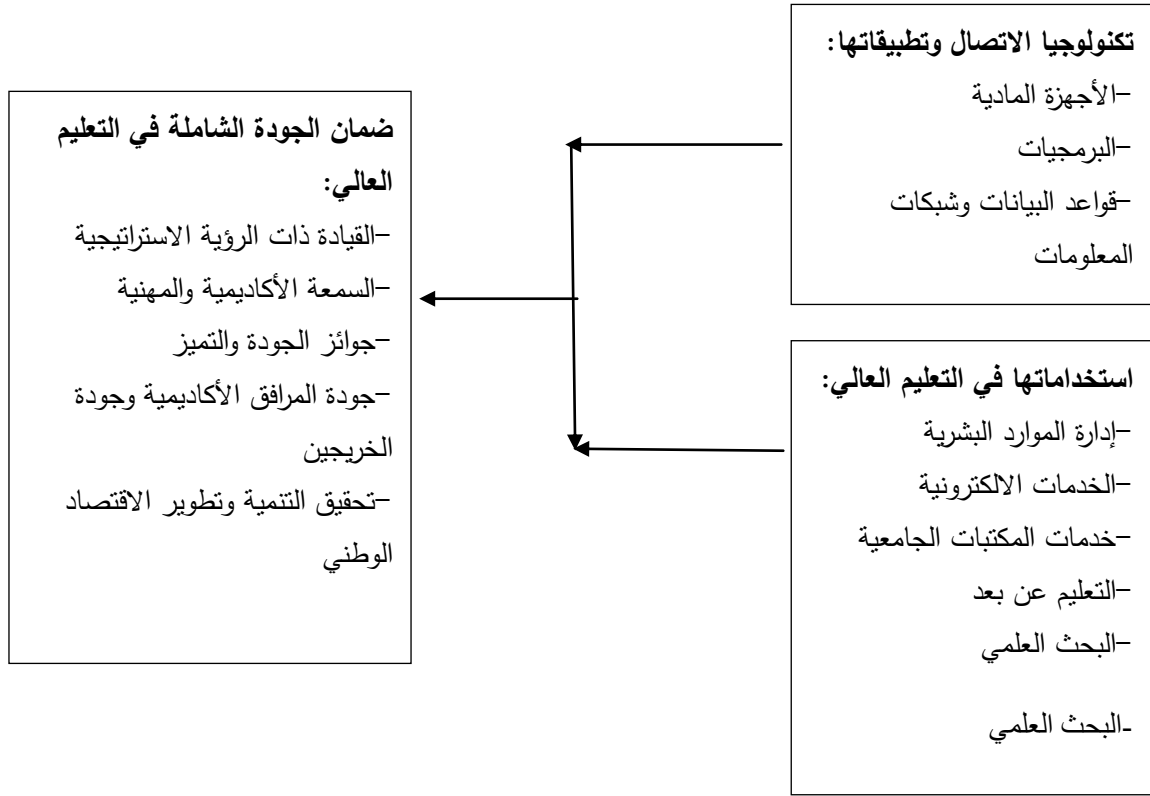 تكنولوجيا الاتصال وتطبيقاتها:
-الأجهزة المادية
-البرمجيات
-قواعد البيانات وشبكات
المعلومات
استخداماتها في التعليم العالي:
-إدارة الموارد البشرية
-الخدمات الالكترونية
-خدمات المكتبات الجامعية
-التعليم عن بعد
-البحث العلمي
-البحث العلمي
ضمان الجودة الشاملة في التعليم
العالي:
-القيادة ذات الرؤية الاستراتيجية
-السمعة الأكاديمية والمهنية
-جوائز الجودة والتميز
-جودة المرافق الأكاديمية وجودة
الخريجين
-تحقيق التنمية وتطوير الاقتصاد
الوطني